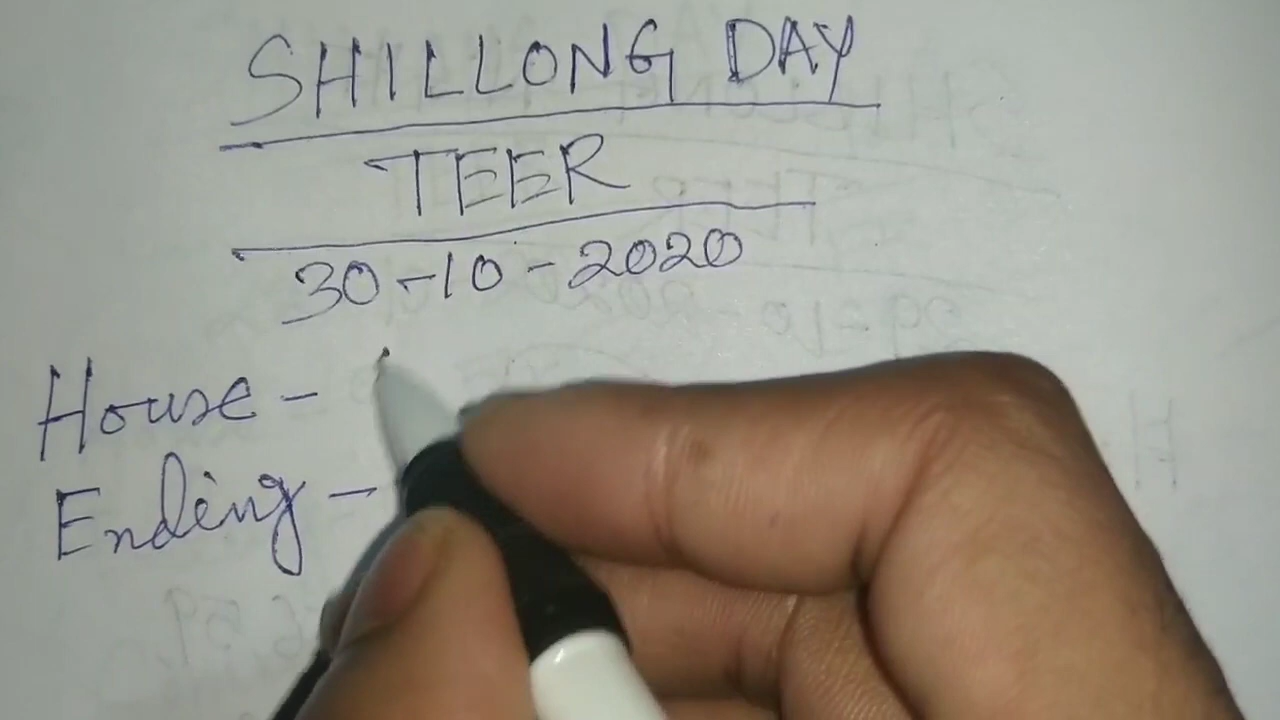 SHILLONG DAY
TEER
30-10-2020
House -
Ending -